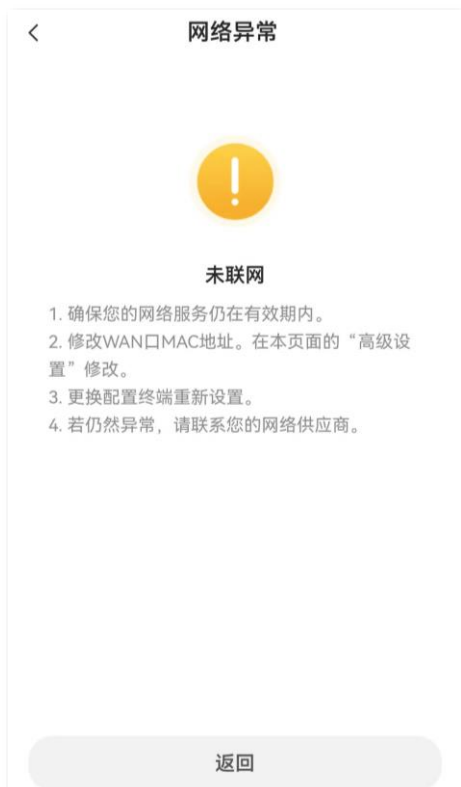 网络异常
未联网
1. 确保您的网络服务仍在有效期内。
2. 修改WAN口MAC地址。在本页面的“高级设
置”修改。
3. 更换配置终端重新设置。
4. 若仍然异常，请联系您的网络供应商。
返回